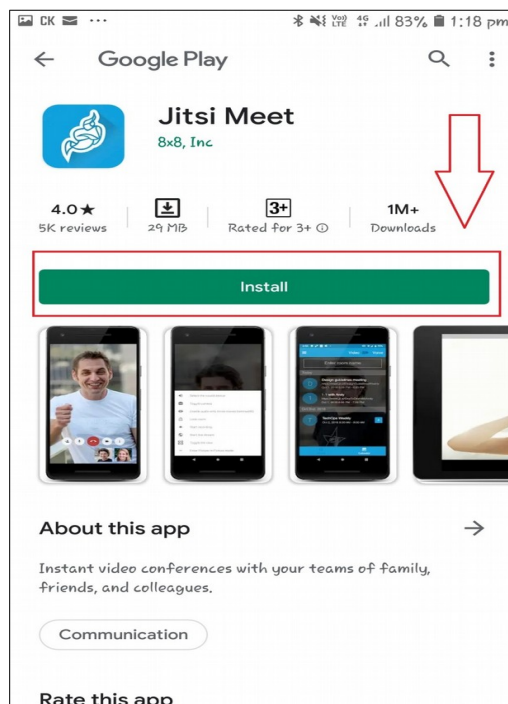 CK ... 4G 83% 1:18 pm
Google Play
Jitsi Meet
8x8, Inc
4.0★ 3+ 1M+
5K reviews 29 MB Rated for 3+ Downloads
Install
About this app
Instant video conferences with your teams of family,
friends, and colleagues.
Communication
Rate this app